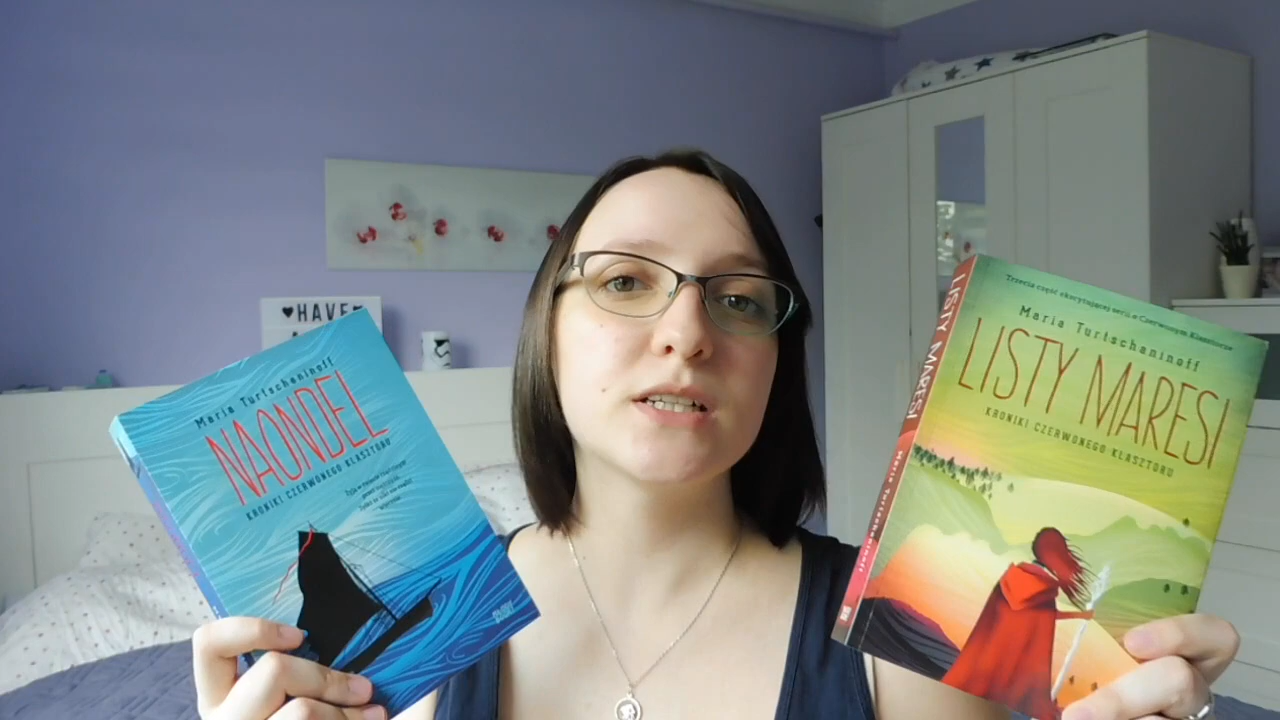 HAVE
Maria Turtschaninoff
NAONDEL
KRONIKI CZERWONEGO KLASZTORU
LISTY MARESI
Maria Turtschaninoff
Trzecia część ekscytującej serii o Czerwonym Klasztorze
Maria Turtschaninoff
LISTY MARESI
KRONIKI CZERWONEGO KLASZTORU